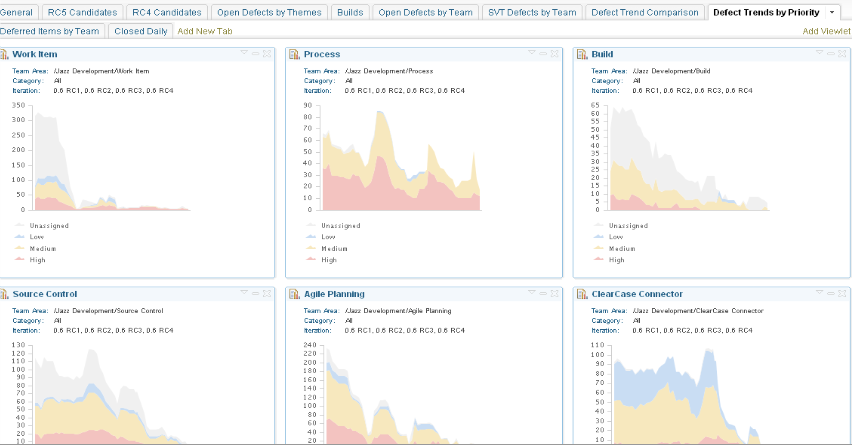 General RC5 Candidates RC4 Candidates Open Defects by Themes Builds Open Defects by Team SVT Defects by Team Defect Trend Comparison Defect Trends by Priority
Deferred Items by Team Closed Daily Add New Tab Add Viewlet
Work Item
Team Area: /Jazz Development/Work Item
Category: All
Iteration: 0.6 RC1, 0.6 RC2, 0.6 RC3, 0.6 RC4
350
300
250
200
150
100
50
0
Unassigned
Low
Medium
High
Process
Team Area: /Jazz Development/Process
Category: All
Iteration: 0.6 RC1, 0.6 RC2, 0.6 RC3, 0.6 RC4
90
80
70
60
50
40
30
20
10
0
Unassigned
Low
Medium
High
Build
Team Area: /Jazz Development/Build
Category: All
Iteration: 0.6 RC1, 0.6 RC2, 0.6 RC3, 0.6 RC4
65
60
55
50
45
40
35
30
25
20
15
10
5
0
Unassigned
Low
Medium
High
Source Control
Team Area: /Jazz Development/Source Control
Category: All
Iteration: 0.6 RC1, 0.6 RC2, 0.6 RC3, 0.6 RC4
130
120
110
100
90
80
70
60
50
40
30
20
10
Agile Planning
Team Area: /Jazz Development/Agile Planning
Category: All
Iteration: 0.6 RC1, 0.6 RC2, 0.6 RC3, 0.6 RC4
240
220
200
180
160
140
120
100
80
60
40
20
ClearCase Connector
Team Area: /Jazz Development/ClearCase Connector
Category: All
Iteration: 0.6 RC1, 0.6 RC2, 0.6 RC3, 0.6 RC4
110
100
90
80
70
60
50
40
30
20
10